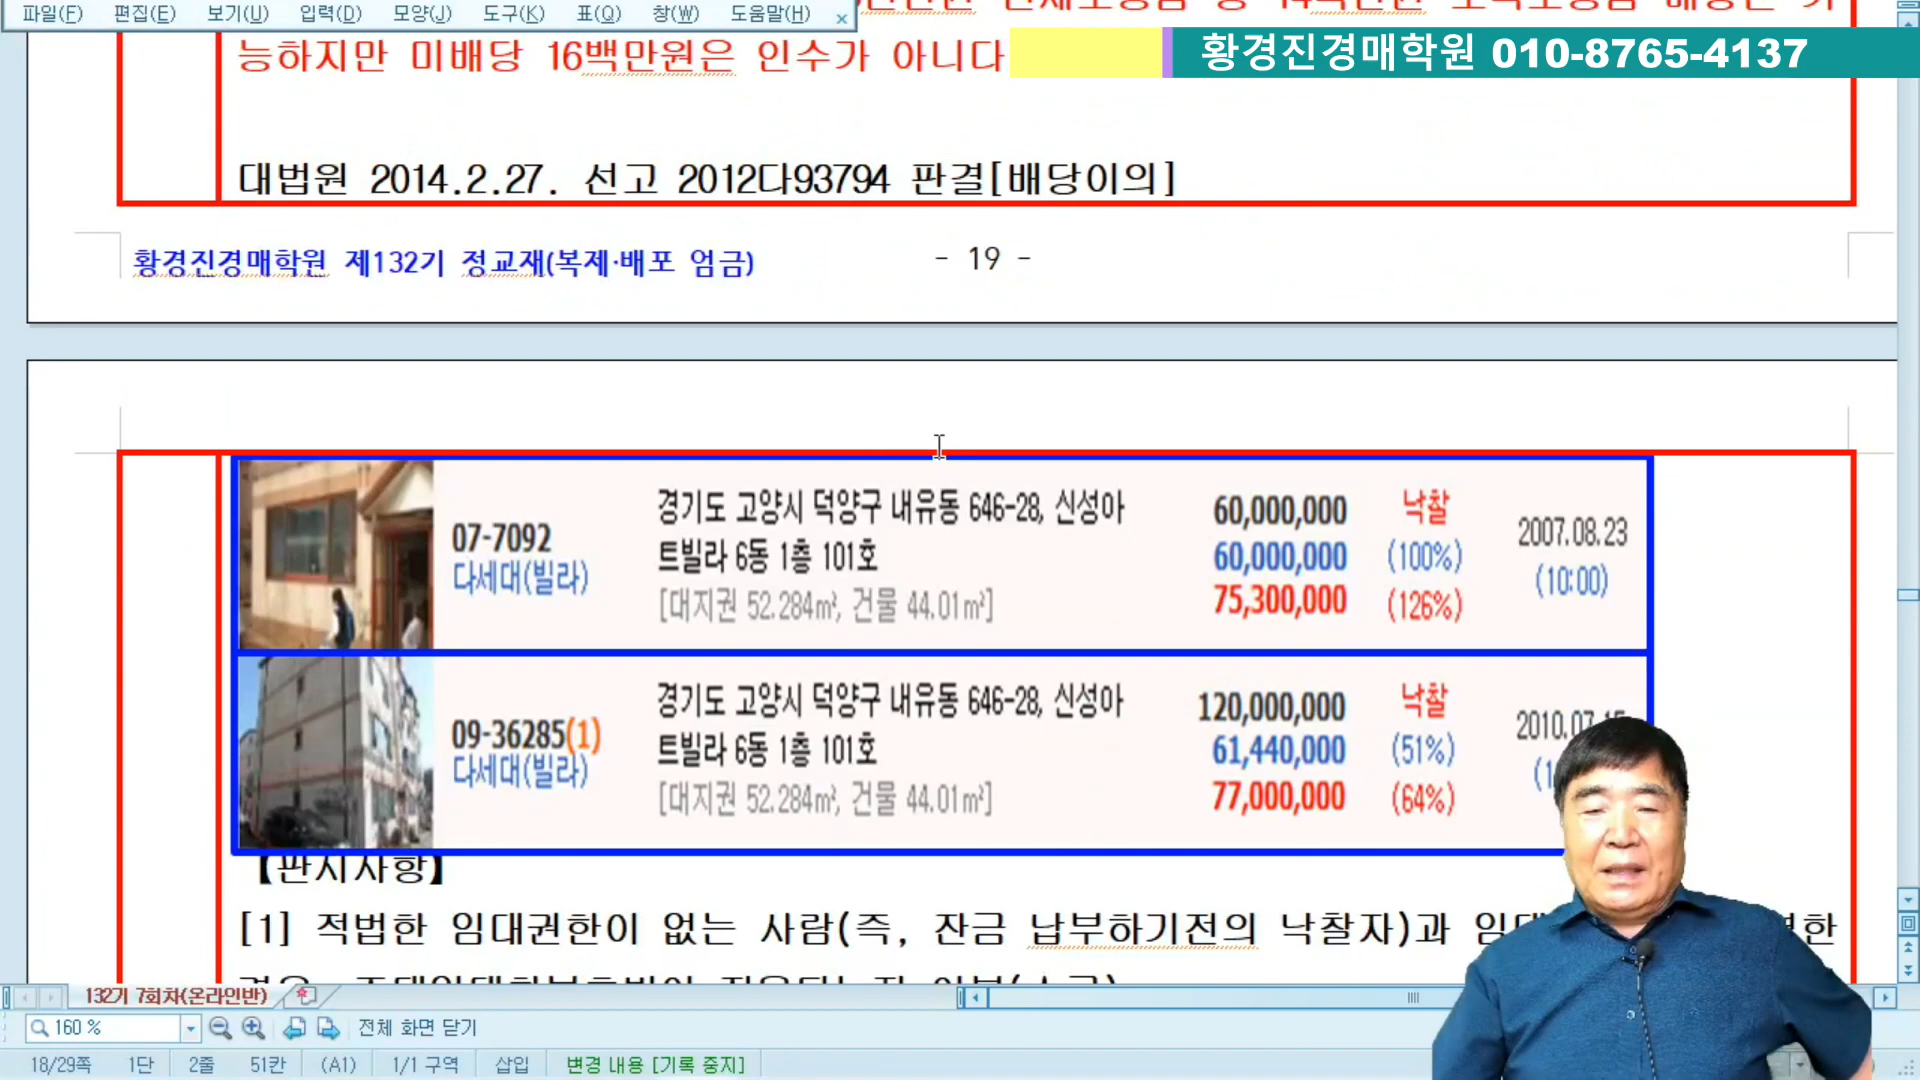 파일(F) 편집(E) 보기(U) 입력(D) 모양(J) 도구(K) 표(Q) 창(W) 도움말(H)
능하지만 미배당 16백만원은 인수가 아니다
황경진경매학원 010-8765-4137
대법원 2014.2.27. 선고 2012다93794 판결[배당이의]
황경진경매학원 제132기 정교재(복제·배포 엄금)
- 19 -
07-7092
다세대(빌라)
경기도 고양시 덕양구 내유동 646-28, 신성아
트빌라 6동 1층 101호
[대지권 52.284㎡, 건물 44.01㎡]
60,000,000
60,000,000
75,300,000
낙찰
(100%)
(126%)
2007.08.23
(10:00)
09-36285(1)
다세대(빌라)
경기도 고양시 덕양구 내유동 646-28, 신성아
트빌라 6동 1층 101호
[대지권 52.284㎡, 건물 44.01㎡]
120,000,000
61,440,000
77,000,000
낙찰
(51%)
(64%)
【판시사항】
[1] 적법한 임대권한이 없는 사람(즉, 잔금 납부하기전의 낙찰자)과
132기 7회차(온라인반)
160 %
전체 화면 닫기
18/29쪽 1단 2줄 51칸 (A1) 1/1 구역 삽입 변경 내용 [기록 중지]